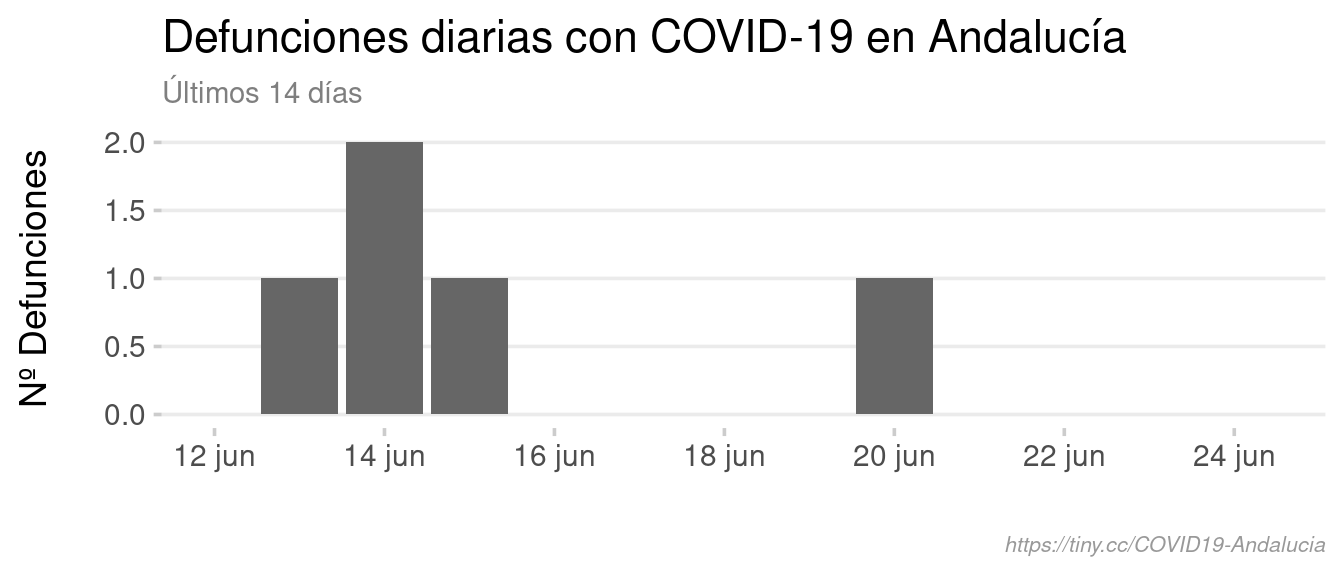 Defunciones diarias con COVID-19 en Andalucía
Últimos 14 días
Nº Defunciones
2.0
1.5
1.0
0.5
0.0
12 jun 14 jun 16 jun 18 jun 20 jun 22 jun 24 jun
https://tiny.cc/COVID19-Andalucia